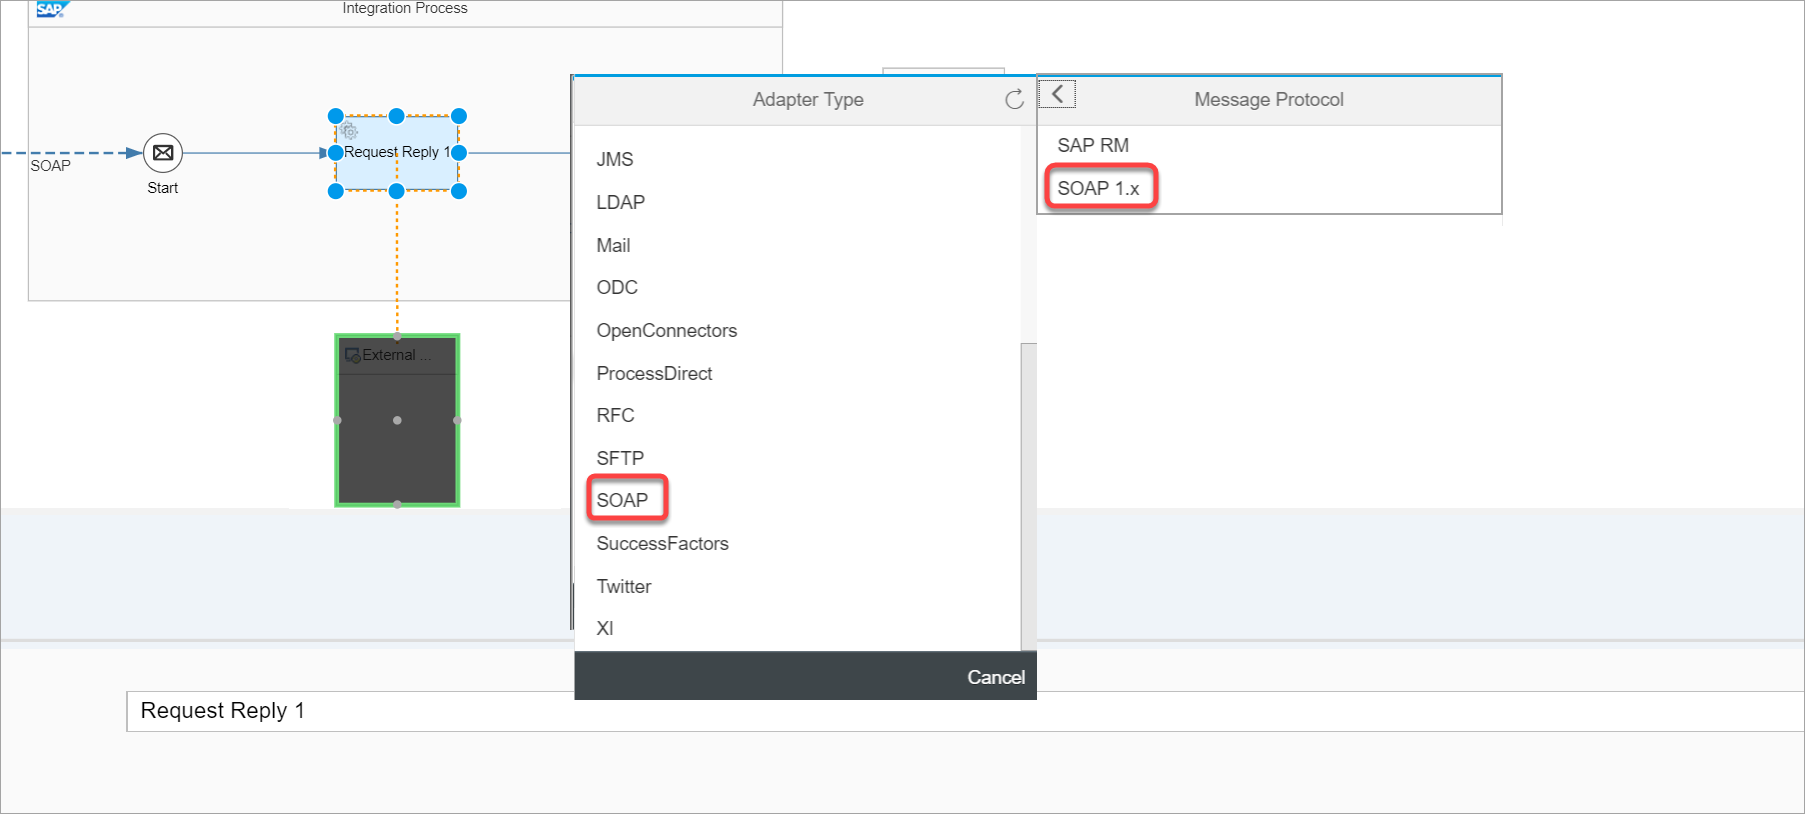 SAP
Integration Process
SOAP
Start
Request Reply 1
External ...
Adapter Type
JMS
LDAP
Mail
ODC
OpenConnectors
ProcessDirect
RFC
SFTP
SOAP
SuccessFactors
Twitter
XI
Cancel
Message Protocol
SAP RM
SOAP 1.x
Request Reply 1